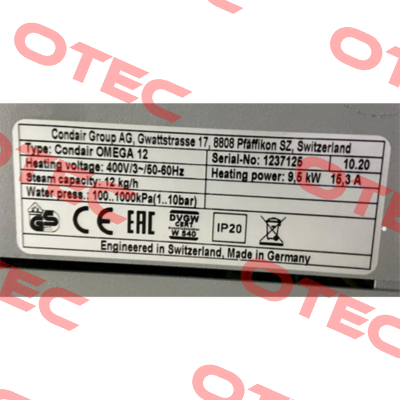 OTEC
Condair Group AG, Gwattstrasse 17, 8808 Pfäffikon SZ, Switzerland
Type: Condair OMEGA 12 Serial-No: 1237125 10.20
Heating voltage: 400V/3~/50-60Hz Heating power: 9,5 kW 15,3 A
Steam capacity: 12 kg/h
Water press.: 100..1000kPa(1..10bar)
GS CE EAC DVGW CERT W 540 IP20
Engineered in Switzerland, Made in Germany
OTEC
OTEC
OTEC
OTEC